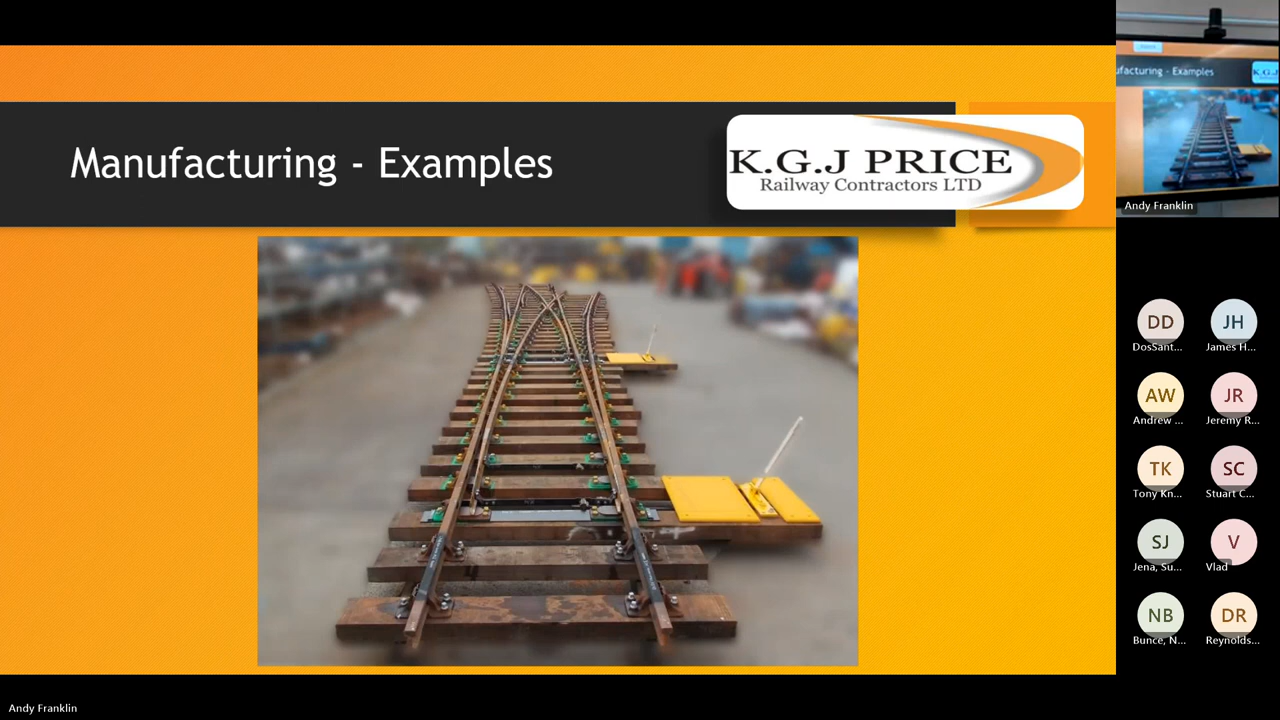 Manufacturing - Examples
K.G.J PRICE
Railway Contractors LTD
ufacturing - Examples
K.G.J
Andy Franklin
DD
JH
DosSant...
James H...
AW
JR
Andrew ...
Jeremy R...
TK
SC
Tony Kn...
Stuart C...
SJ
V
Jena, Su...
Vlad
NB
DR
Bunce, N...
Reynolds...
Andy Franklin